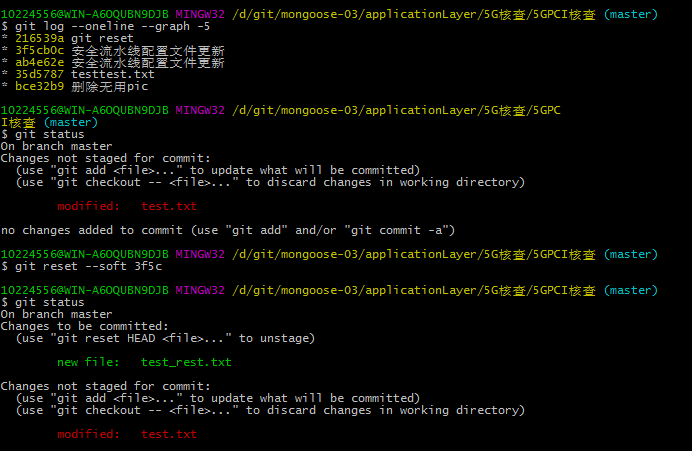 10224556@WIN-A6OQUBN9DJB MINGW32 /d/git/mongoose-03/applicationLayer/5G核查/5GPCI核查 (master)
$ git log --oneline --graph -5
* 216539a git reset
* 3f5cb0c 安全流水线配置文件更新
* ab4e62e 安全流水线配置文件更新
* 35d5787 testtest.txt
* bce32b9 删除无用pic
10224556@WIN-A6OQUBN9DJB MINGW32 /d/git/mongoose-03/applicationLayer/5G核查/5GPC
I核查 (master)
$ git status
On branch master
Changes not staged for commit:
(use "git add <file>..." to update what will be committed)
(use "git checkout -- <file>..." to discard changes in working directory)
modified: test.txt
no changes added to commit (use "git add" and/or "git commit -a")
10224556@WIN-A6OQUBN9DJB MINGW32 /d/git/mongoose-03/applicationLayer/5G核查/5GPCI核查 (master)
$ git reset --soft 3f5c
10224556@WIN-A6OQUBN9DJB MINGW32 /d/git/mongoose-03/applicationLayer/5G核查/5GPCI核查 (master)
$ git status
On branch master
Changes to be committed:
(use "git reset HEAD <file>..." to unstage)
new file: test_rest.txt
Changes not staged for commit:
(use "git add <file>..." to update what will be committed)
(use "git checkout -- <file>..." to discard changes in working directory)
modified: test.txt